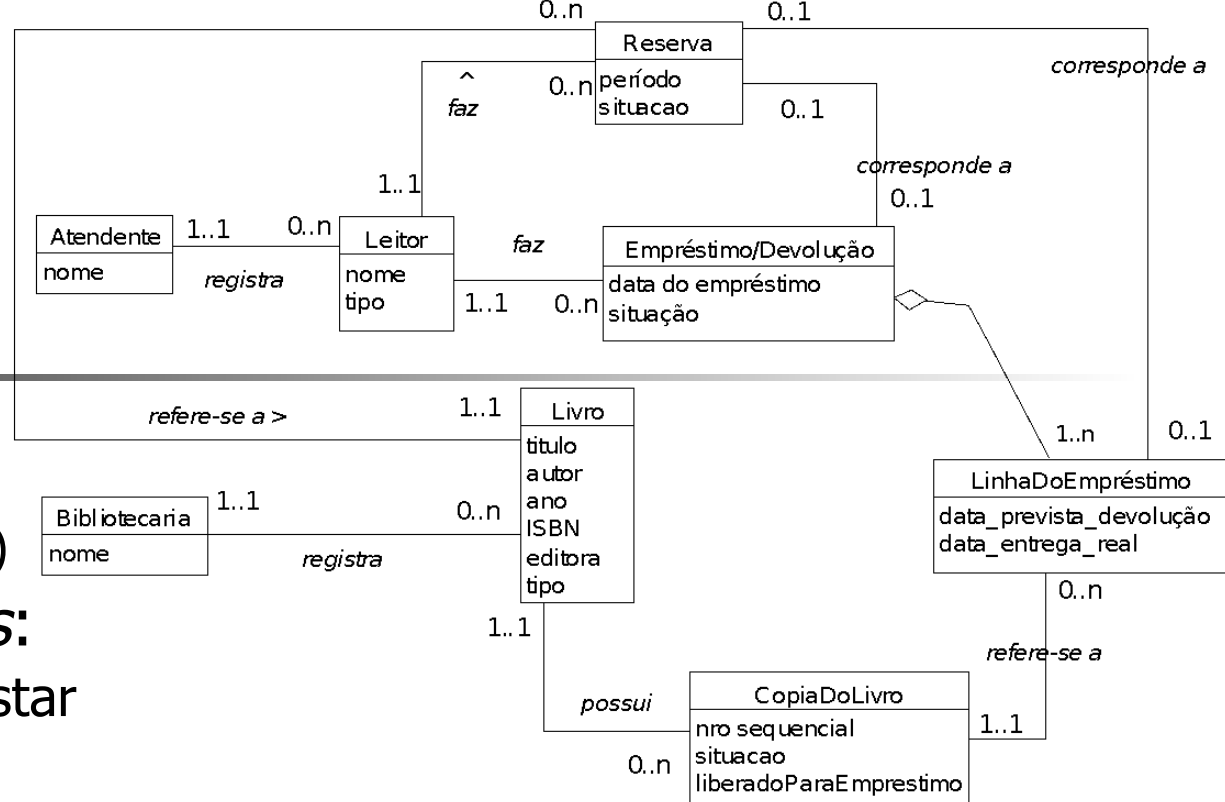 0..n
0..1
Reserva
corresponde a
^
faz
0..n
período
situacao
0..1
corresponde a
1..1
0..1
Atendente
nome
1..1
0..n
registra
Leitor
nome
tipo
faz
1..1
0..n
Empréstimo/Devolução
data do empréstimo
situação
refere-se a >
1..1
Livro
titulo
autor
ano
ISBN
editora
tipo
1..n
0..1
LinhaDoEmpréstimo
data_prevista_devolução
data_entrega_real
Bibliotecaria
nome
1..1
0..n
registra
)
s:
star
1..1
possui
0..n
0..n
refere-se a
1..1
CopiaDoLivro
nro sequencial
situacao
liberadoParaEmprestimo